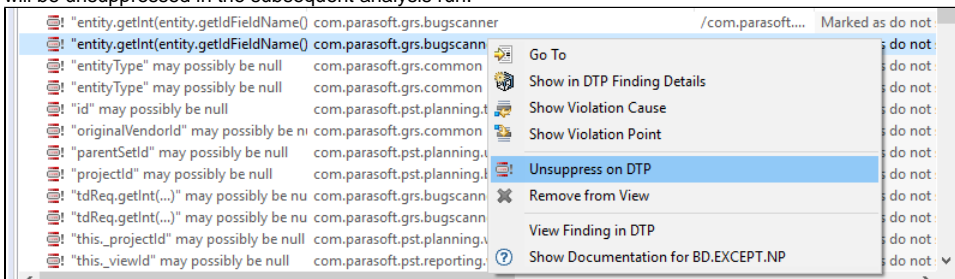 will be unsuppressed in the subsequent analysis run.
"entity.getInt(entity.getIdFieldName() com.parasoft.grs.bugscanner /com.parasoft.... Marked as do not
"entity.getInt(entity.getIdFieldName() com.parasoft.grs.bugscann do not
"entityType" may possibly be null com.parasoft.grs.common do not
"entityType" may possibly be null com.parasoft.grs.common do not
"id" may possibly be null com.parasoft.pst.planning. do not
"originalVendorId" may possibly be com.parasoft.grs.common do not
"parentSetId" may possibly be null com.parasoft.pst.planning. do not
"projectId" may possibly be null com.parasoft.pst.planning. do not
"tdReq.getInt(...)" may possibly be nu com.parasoft.grs.bugscann do not
"tdReq.getInt(...)" may possibly be nu com.parasoft.grs.bugscann do not
"this._projectId" may possibly be null com.parasoft.pst.planning. do not
"this._viewId" may possibly be null com.parasoft.pst.reporting. do not
Go To
Show in DTP Finding Details
Show Violation Cause
Show Violation Point
Unsuppress on DTP
Remove from View
View Finding in DTP
Show Documentation for BD.EXCEPT.NP